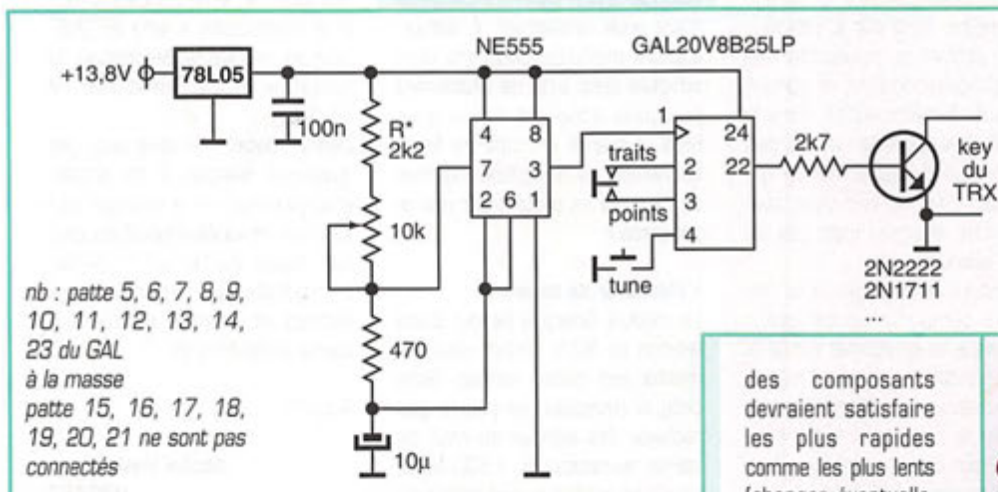 NE555
GAL20V8B25LP
+13,8V
78L05
100n
R*
2k2
10k
470
10µ
4
8
7
3
2
6
traits
points
tune
1
2
3
4
24
22
2k7
key
du
TRX
2N2222
2N1711
...
nb : patte 5, 6, 7, 8, 9,
10, 11, 12, 13, 14,
23 du GAL
à la masse
patte 15, 16, 17, 18,
19, 20, 21 ne sont pas
connectés
des composants
devraient satisfaire
les plus rapides
comme les plus lents